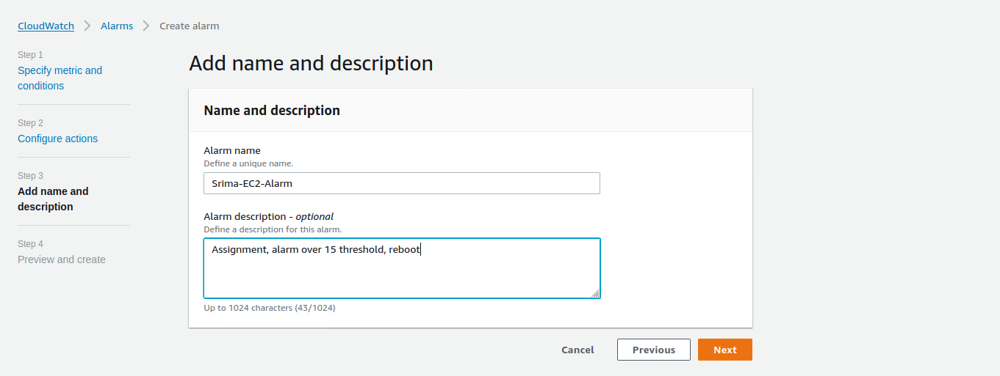 CloudWatch > Alarms > Create alarm
Step 1
Specify metric and
conditions
Step 2
Configure actions
Step 3
Add name and
description
Step 4
Preview and create
Add name and description
Name and description
Alarm name
Define a unique name.
Srima-EC2-Alarm
Alarm description - optional
Define a description for this alarm.
Assignment, alarm over 15 threshold, reboot
Up to 1024 characters (43/1024)
Cancel Previous Next